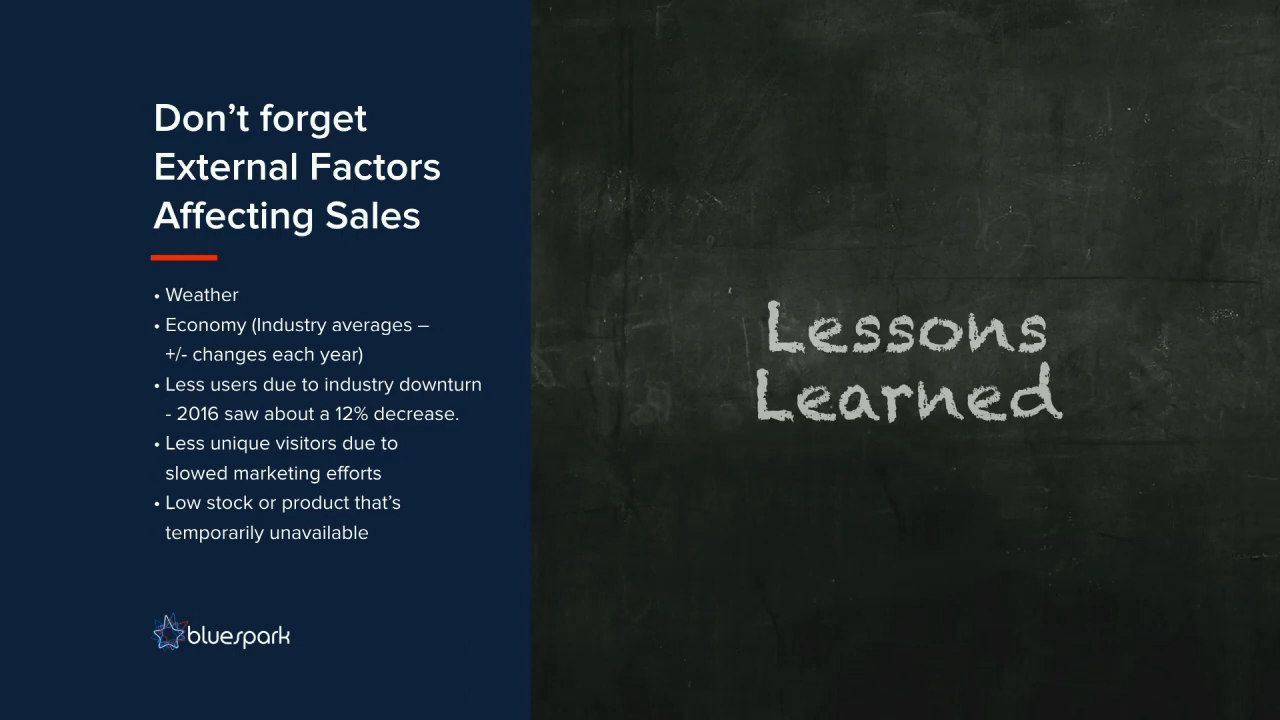 Don’t forget
External Factors
Affecting Sales
• Weather
• Economy (Industry averages –
+/- changes each year)
• Less users due to industry downturn
- 2016 saw about a 12% decrease.
• Less unique visitors due to
slowed marketing efforts
• Low stock or product that’s
temporarily unavailable
bluespark
Lessons
Learned